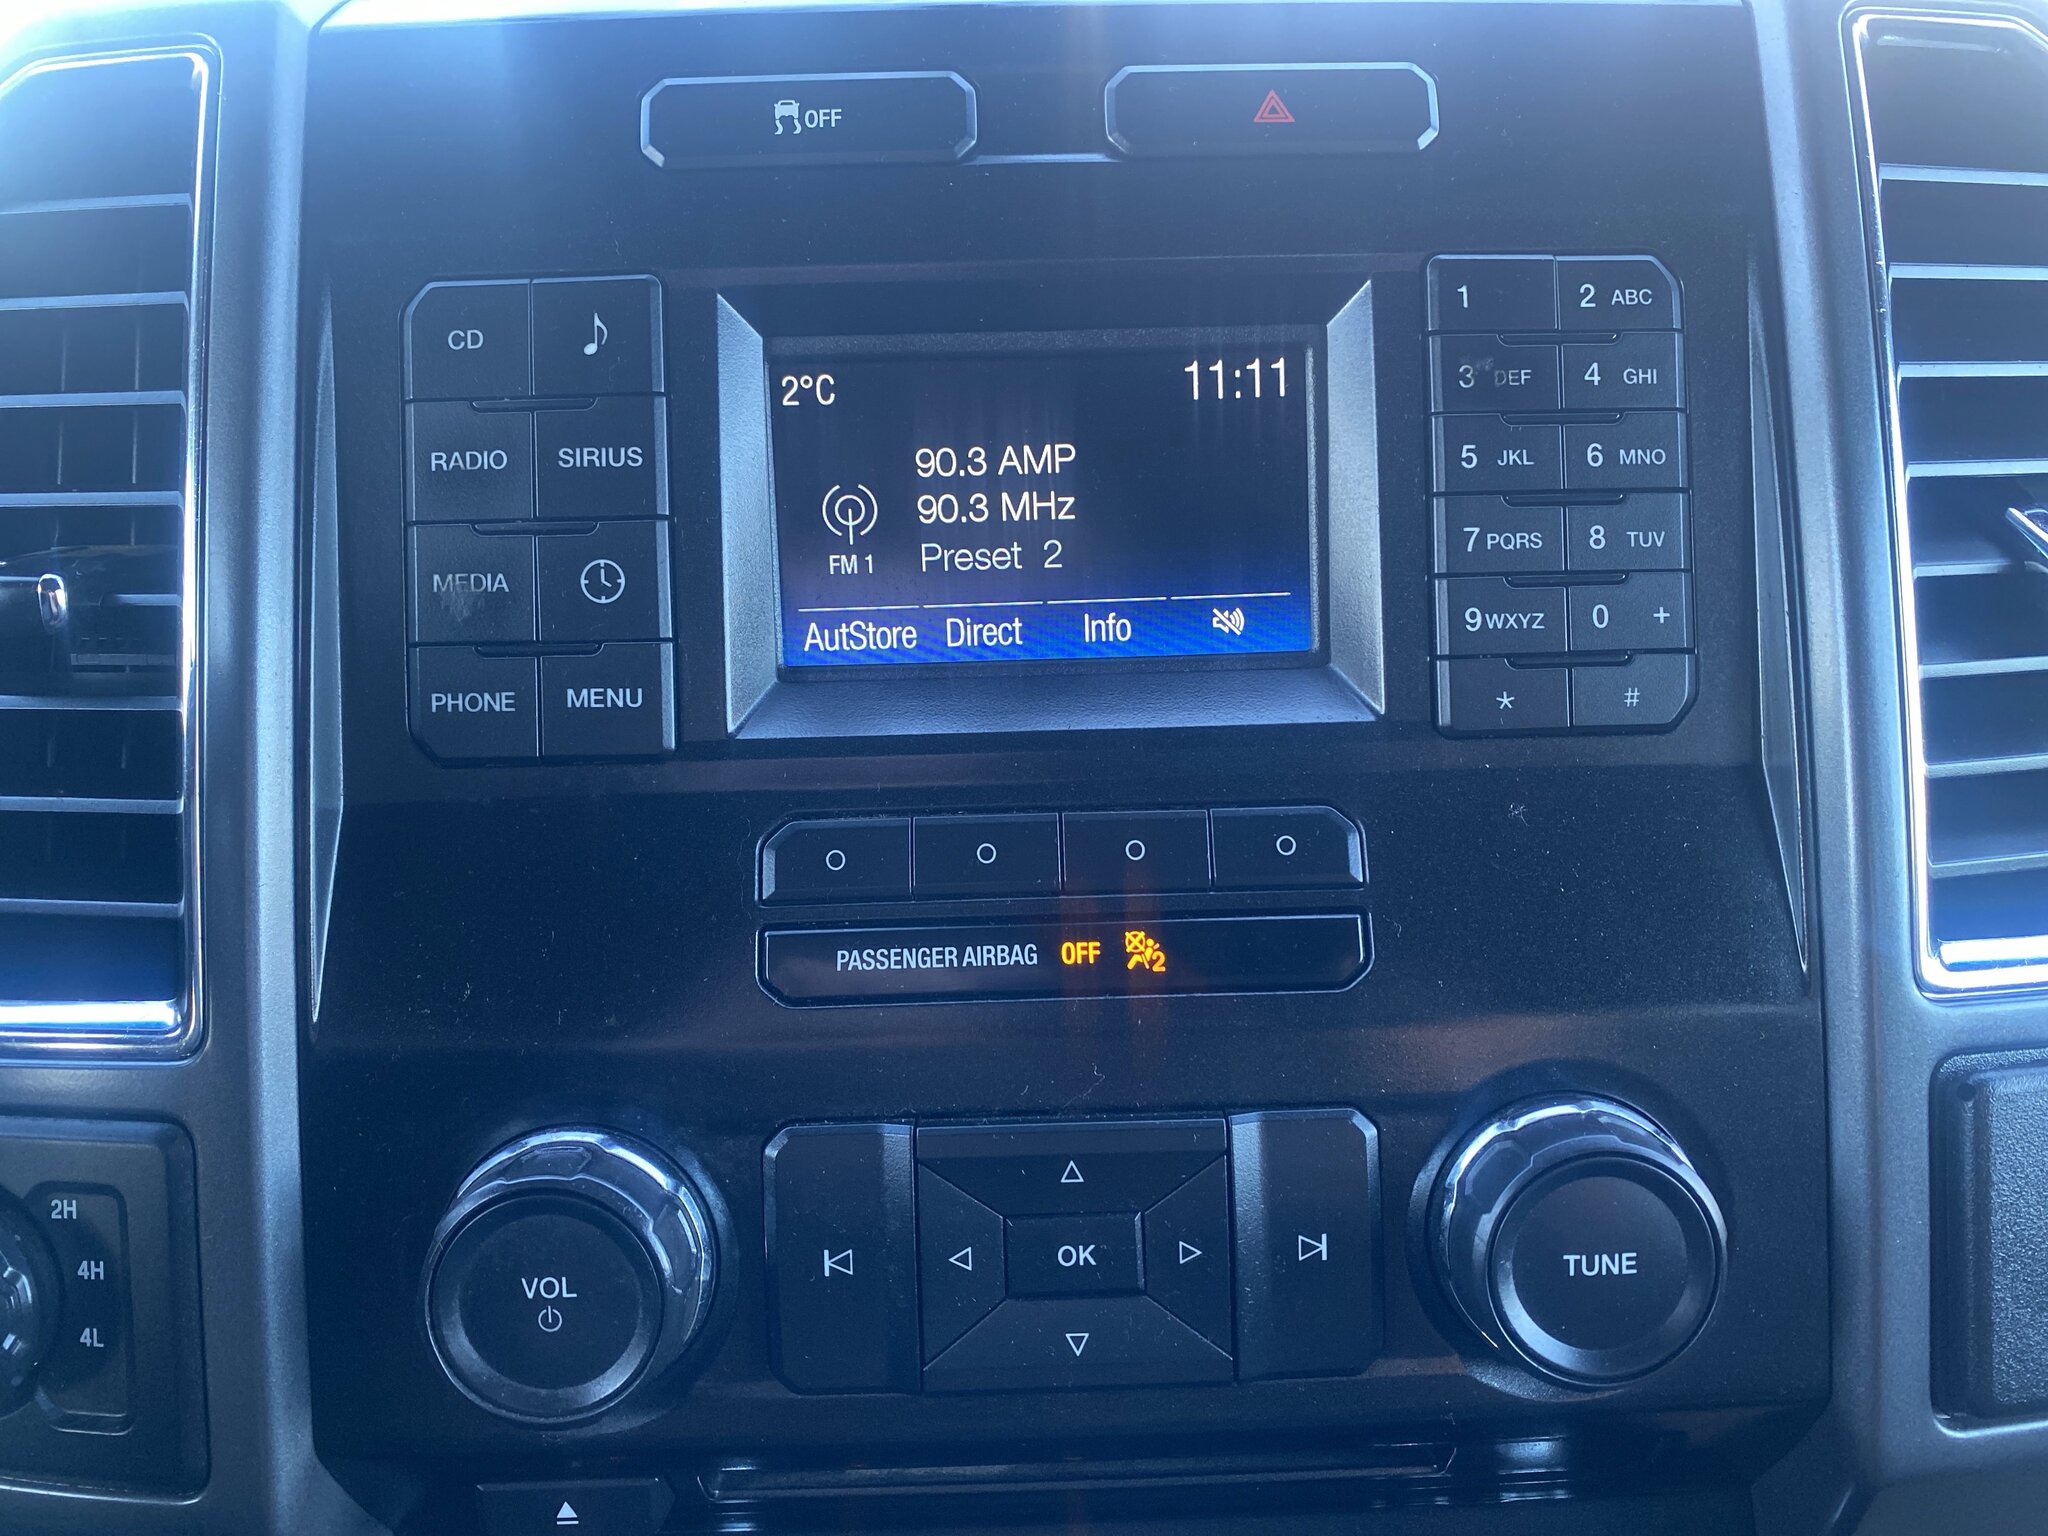 OFF
CD
RADIO SIRIUS
MEDIA
PHONE MENU
2°C 11:11
90.3 AMP
90.3 MHz
FM 1 Preset 2
AutStore Direct Info
1 2 ABC
3 DEF 4 GHI
5 JKL 6 MNO
7 PQRS 8 TUV
9 WXYZ 0 +
* #
PASSENGER AIRBAG OFF 2
2H
4H
4L
VOL
OK
TUNE